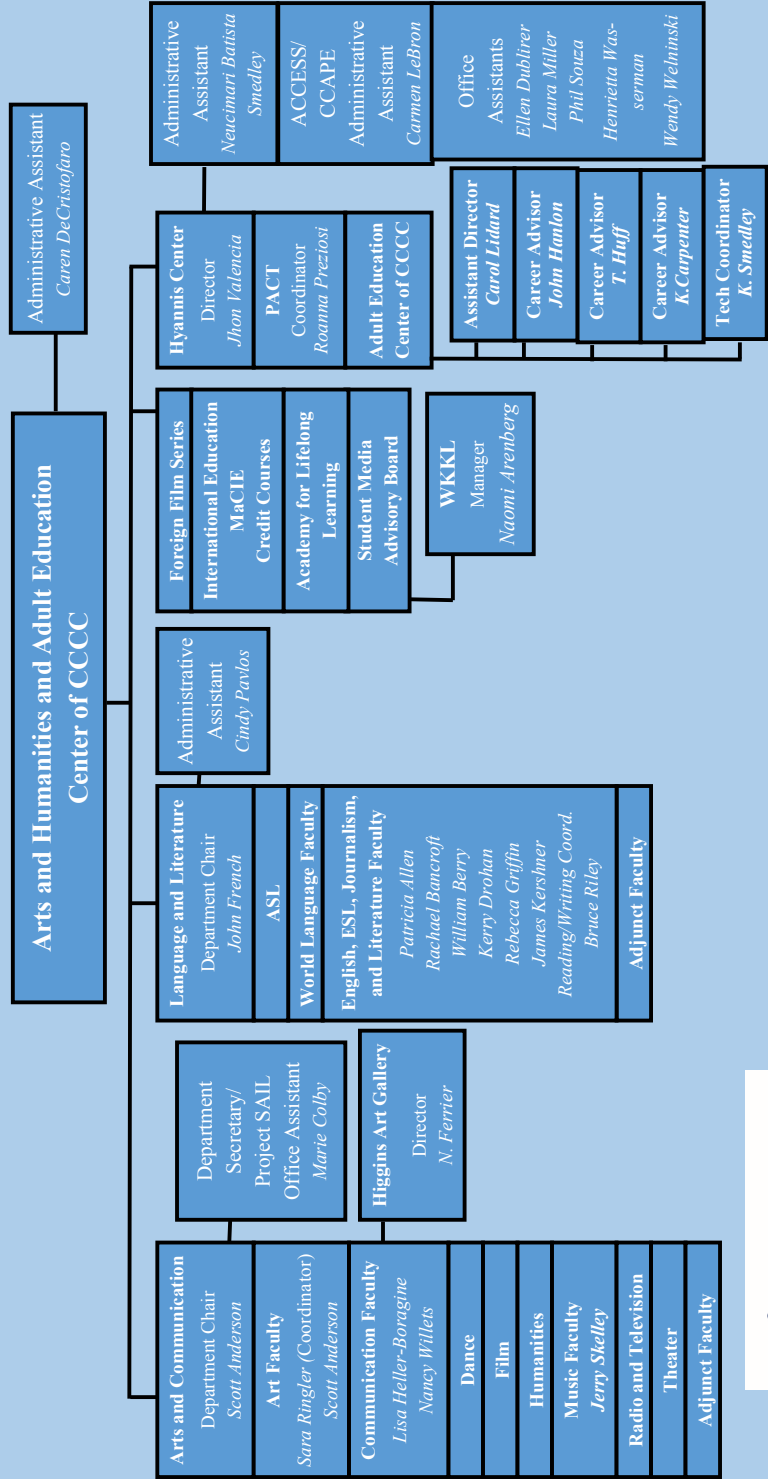 Arts and Humanities and Adult Education
Center of CCCC
Administrative Assistant
Caren DeCristofaro
Arts and Communication
Department Chair
Scott Anderson
Art Faculty
Sara Ringler (Coordinator)
Scott Anderson
Communication Faculty
Lisa Heller-Boragine
Nancy Willets
Dance
Film
Humanities
Music Faculty
Jerry Skelley
Radio and Television
Theater
Adjunct Faculty
Department
Secretary/
Project SAIL
Office Assistant
Marie Colby
Higgins Art Gallery
Director
N. Ferrier
Language and Literature
Department Chair
John French
ASL
World Language Faculty
English, ESL, Journalism,
and Literature Faculty
Patricia Allen
Rachael Bancroft
William Berry
Kerry Drohan
Rebecca Griffin
James Kershner
Reading/Writing Coord.
Bruce Riley
Adjunct Faculty
Administrative
Assistant
Cindy Pavlos
Foreign Film Series
International Education
MaCIE
Credit Courses
Academy for Lifelong
Learning
Student Media
Advisory Board
WKKL
Manager
Naomi Arenberg
Hyannis Center
Director
Jhon Valencia
PACT
Coordinator
Roanna Preziosi
Adult Education
Center of CCCC
Assistant Director
Carol Lidard
Career Advisor
John Hanlon
Career Advisor
T. Huff
Career Advisor
K.Carpenter
Tech Coordinator
K. Smedley
Administrative
Assistant
Neucimari Batista
Smedley
ACCESS/
CCAPE
Administrative
Assistant
Carmen LeBron
Office
Assistants
Ellen Dublirer
Laura Miller
Phil Souza
Henrietta Was-
serman
Wendy Welninski